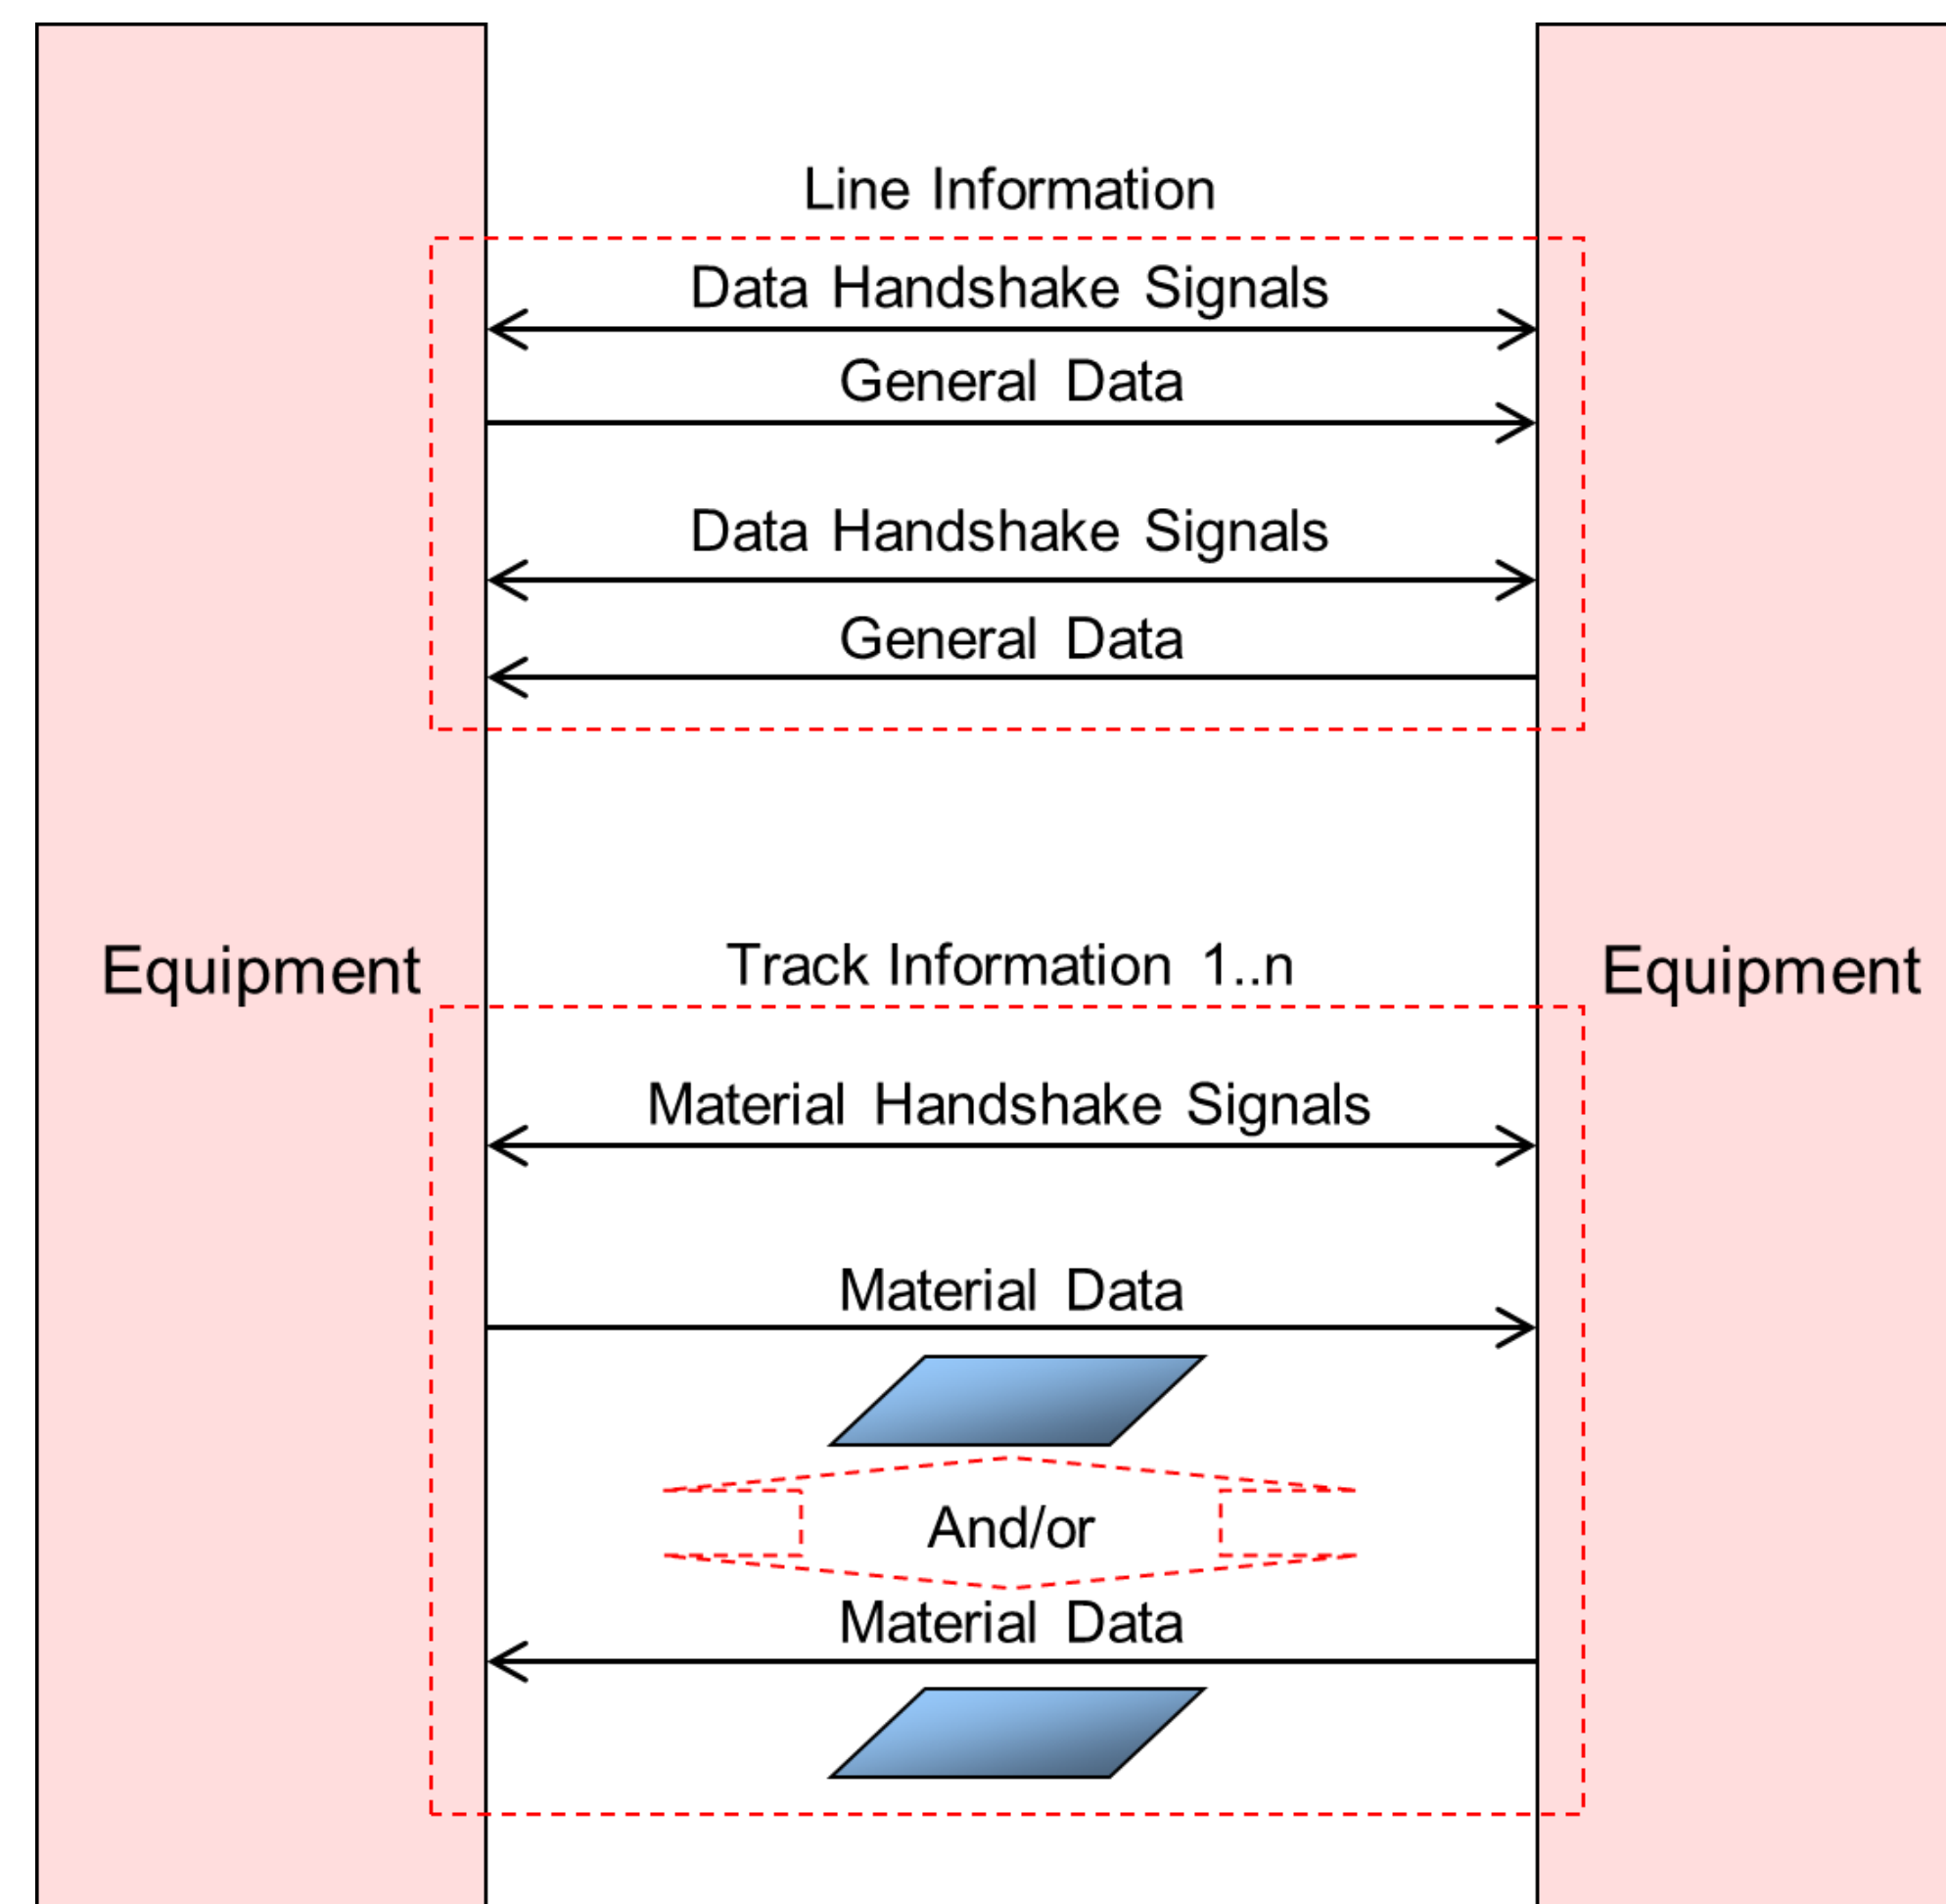 Line Information
Data Handshake Signals
General Data
Data Handshake Signals
General Data
Equipment
Track Information 1..n
Equipment
Material Handshake Signals
Material Data
And/or
Material Data